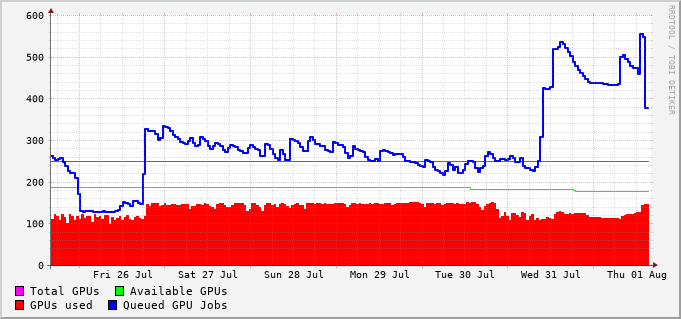 600
500
400
300
200
100
0
Fri 26 Jul Sat 27 Jul Sun 28 Jul Mon 29 Jul Tue 30 Jul Wed 31 Jul Thu 01 Aug
Total GPUs Available GPUs
GPUs used Queued GPU Jobs
RRDTOOL / TOBI OETIKER